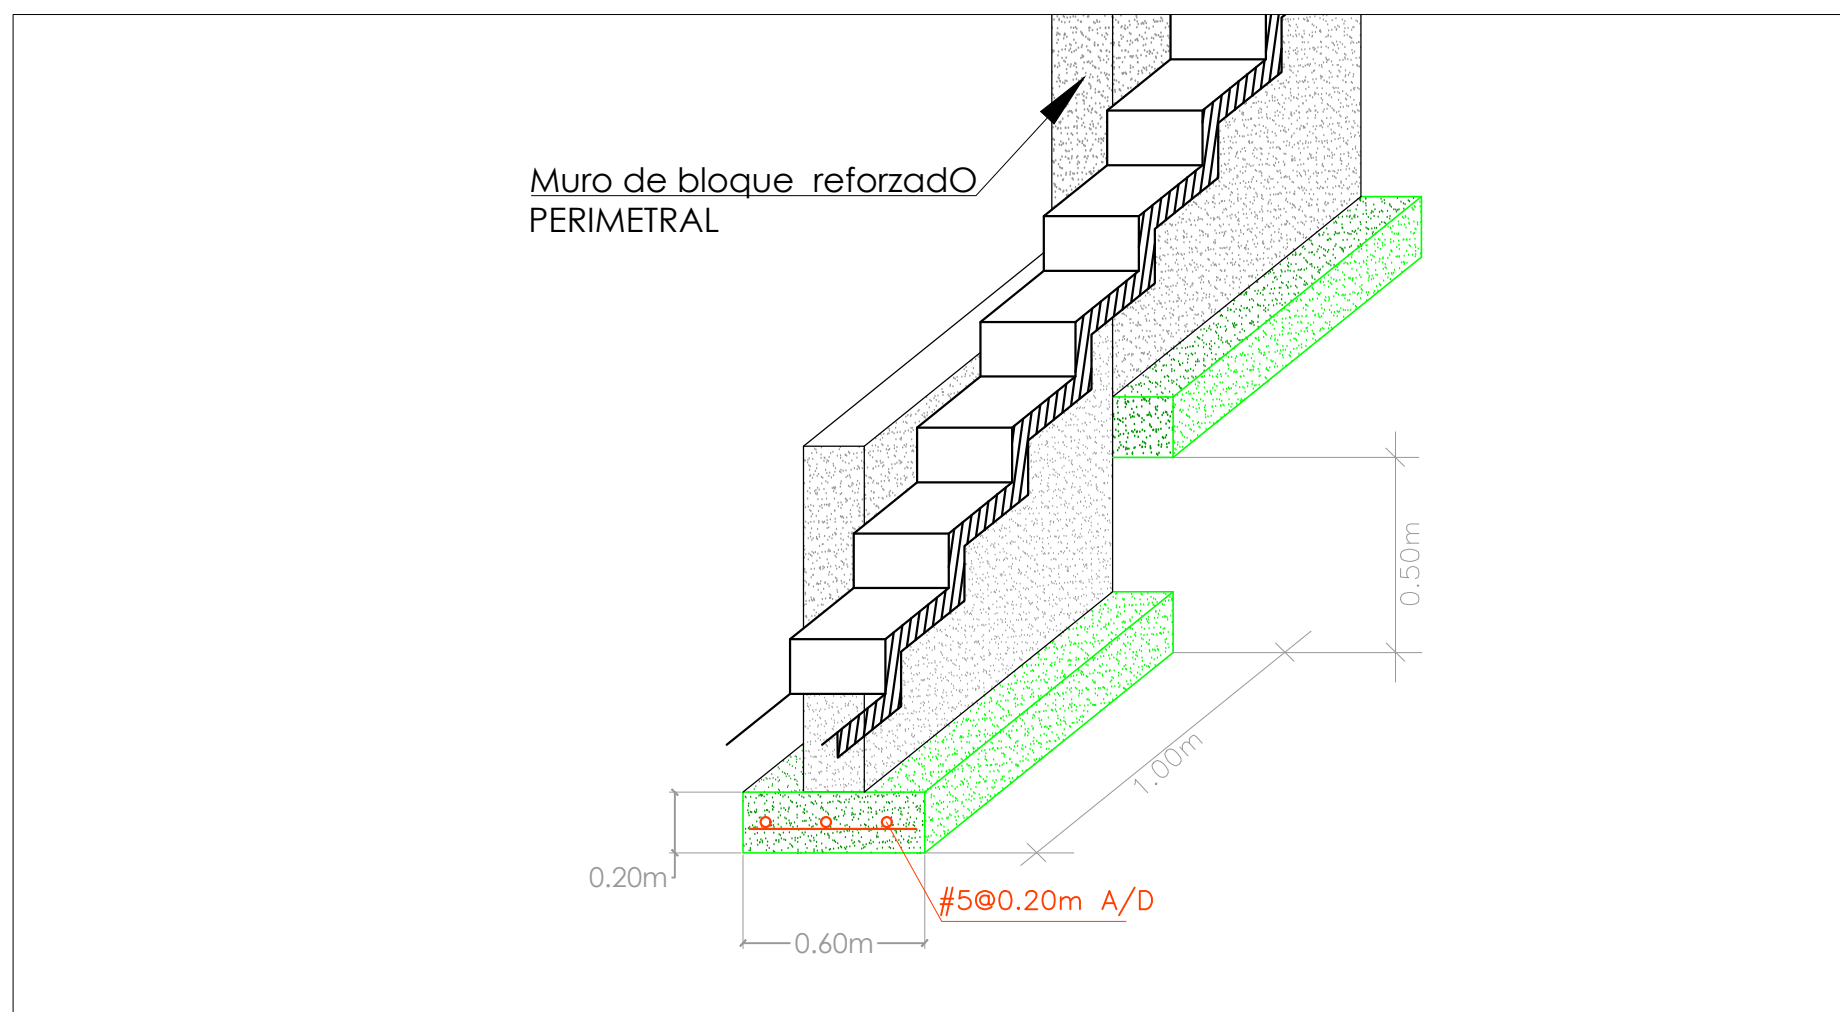 Muro de bloque reforzadO
PERIMETRAL
0.50m
1.00m
0.20m
#5@0.20m A/D
0.60m